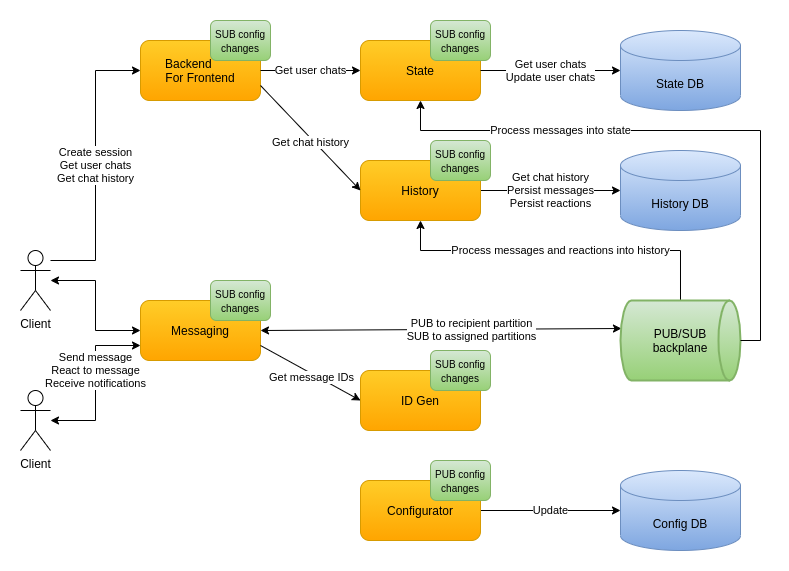 SUB config
changes
Backend
For Frontend
Get user chats
SUB config
changes
State
Get user chats
Update user chats
State DB
Create session
Get user chats
Get chat history
Get chat history
Process messages into state
SUB config
changes
History
Get chat history
Persist messages
Persist reactions
History DB
Process messages and reactions into history
Client
SUB config
changes
Messaging
PUB to recipient partition
SUB to assigned partitions
PUB/SUB
backplane
Send message
React to message
Receive notifications
Get message IDs
SUB config
changes
ID Gen
Client
PUB config
changes
Configurator
Update
Config DB